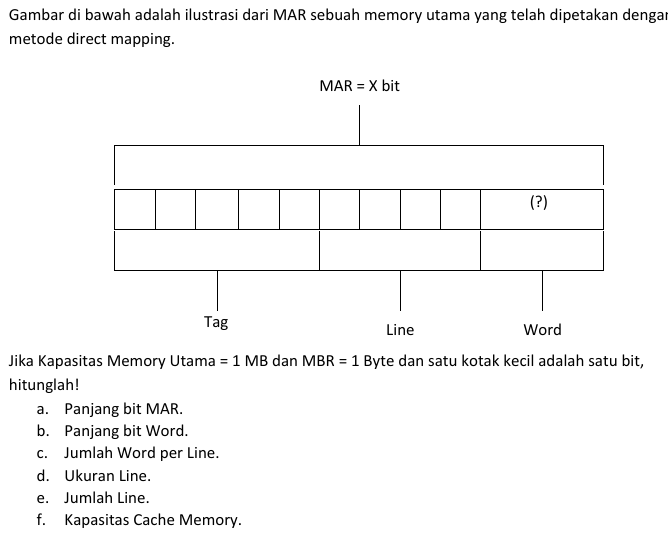 Gambar di bawah adalah ilustrasi dari MAR sebuah memory utama yang telah dipetakan dengan
metode direct mapping.
MAR = X bit
(?)
Tag
Line
Word
Jika Kapasitas Memory Utama = 1 MB dan MBR = 1 Byte dan satu kotak kecil adalah satu bit,
hitunglah!
a. Panjang bit MAR.
b. Panjang bit Word.
c. Jumlah Word per Line.
d. Ukuran Line.
e. Jumlah Line.
f. Kapasitas Cache Memory.